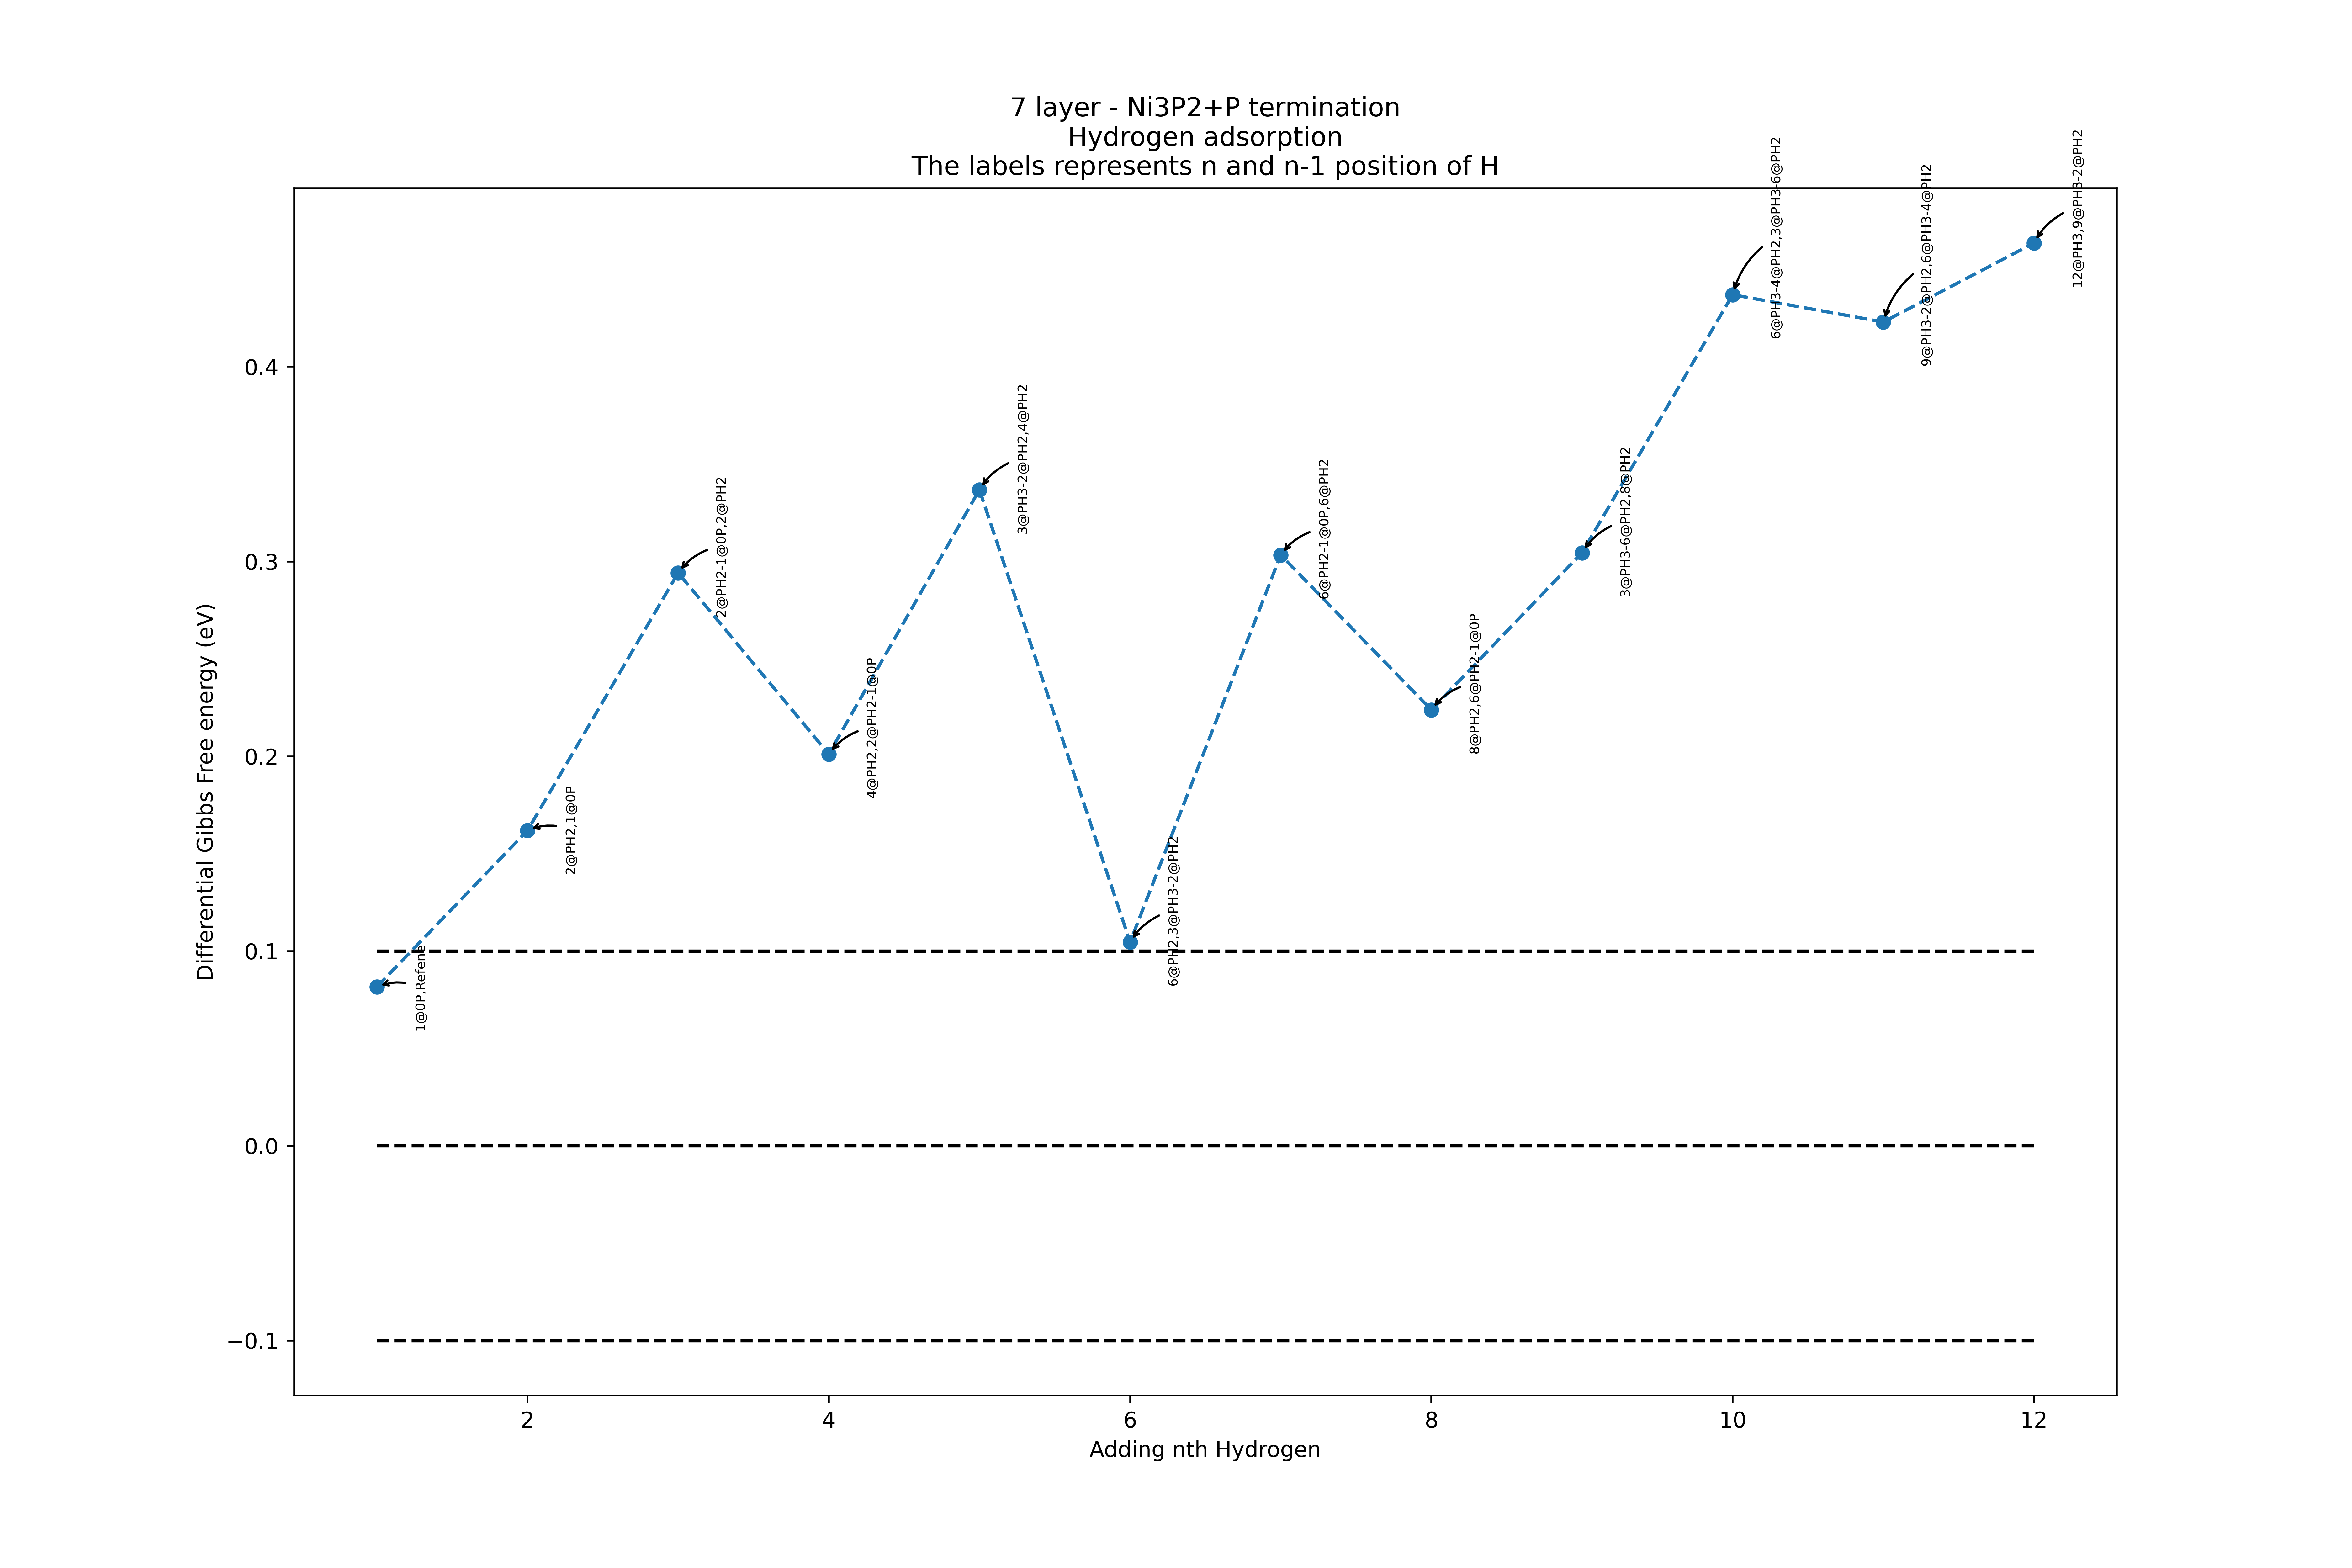 7 layer - Ni3P2+P termination
Hydrogen adsorption
The labels represents n and n-1 position of H
Differential Gibbs Free energy (eV)
0.4
0.3
0.2
0.1
0.0
−0.1
1@0P,Refence
2@PH2,1@0P
2@PH2-1@0P,2@PH2
4@PH2,2@PH2-1@0P
3@PH3-2@PH2,4@PH2
6@PH2,3@PH3-2@PH2
6@PH2-1@0P,6@PH2
8@PH2,6@PH2-1@0P
3@PH3-6@PH2,8@PH2
6@PH3-4@PH2,3@PH3-6@PH2
9@PH3-2@PH2,6@PH3-4@PH2
12@PH3,9@PH3-2@PH2
2
4
6
8
10
12
Adding nth Hydrogen